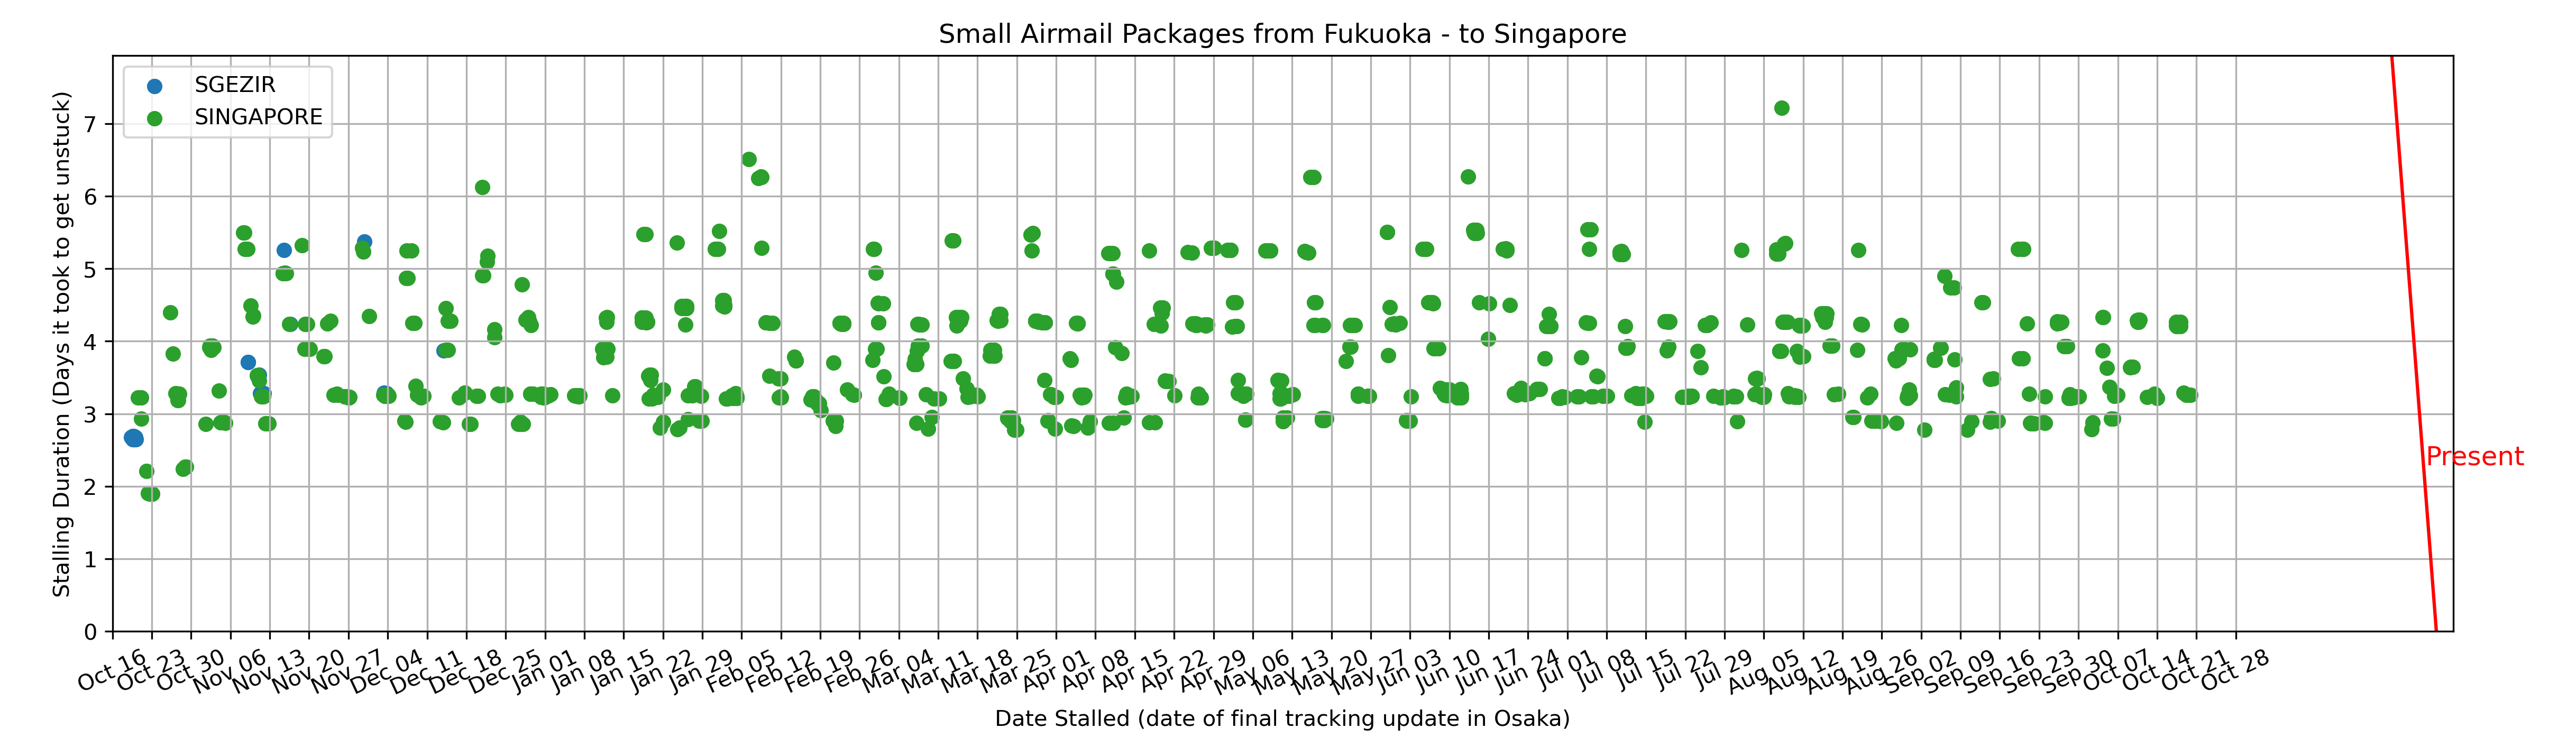 Small Airmail Packages from Fukuoka - to Singapore
SGEZIR
SINGAPORE
Stalling Duration (Days it took to get unstuck)
7
6
5
4
3
2
1
0
Present
Oct 16
Oct 23
Oct 30
Nov 06
Nov 13
Nov 20
Nov 27
Dec 04
Dec 11
Dec 18
Dec 25
Jan 01
Jan 08
Jan 15
Jan 22
Jan 29
Feb 05
Feb 12
Feb 19
Feb 26
Mar 04
Mar 11
Mar 18
Mar 25
Apr 01
Apr 08
Apr 15
Apr 22
Apr 29
May 06
May 13
May 20
May 27
Jun 03
Jun 10
Jun 17
Jun 24
Jul 01
Jul 08
Jul 15
Jul 22
Jul 29
Aug 05
Aug 12
Aug 19
Aug 26
Sep 02
Sep 09
Sep 16
Sep 23
Sep 30
Oct 07
Oct 14
Oct 21
Oct 28
Date Stalled (date of final tracking update in Osaka)